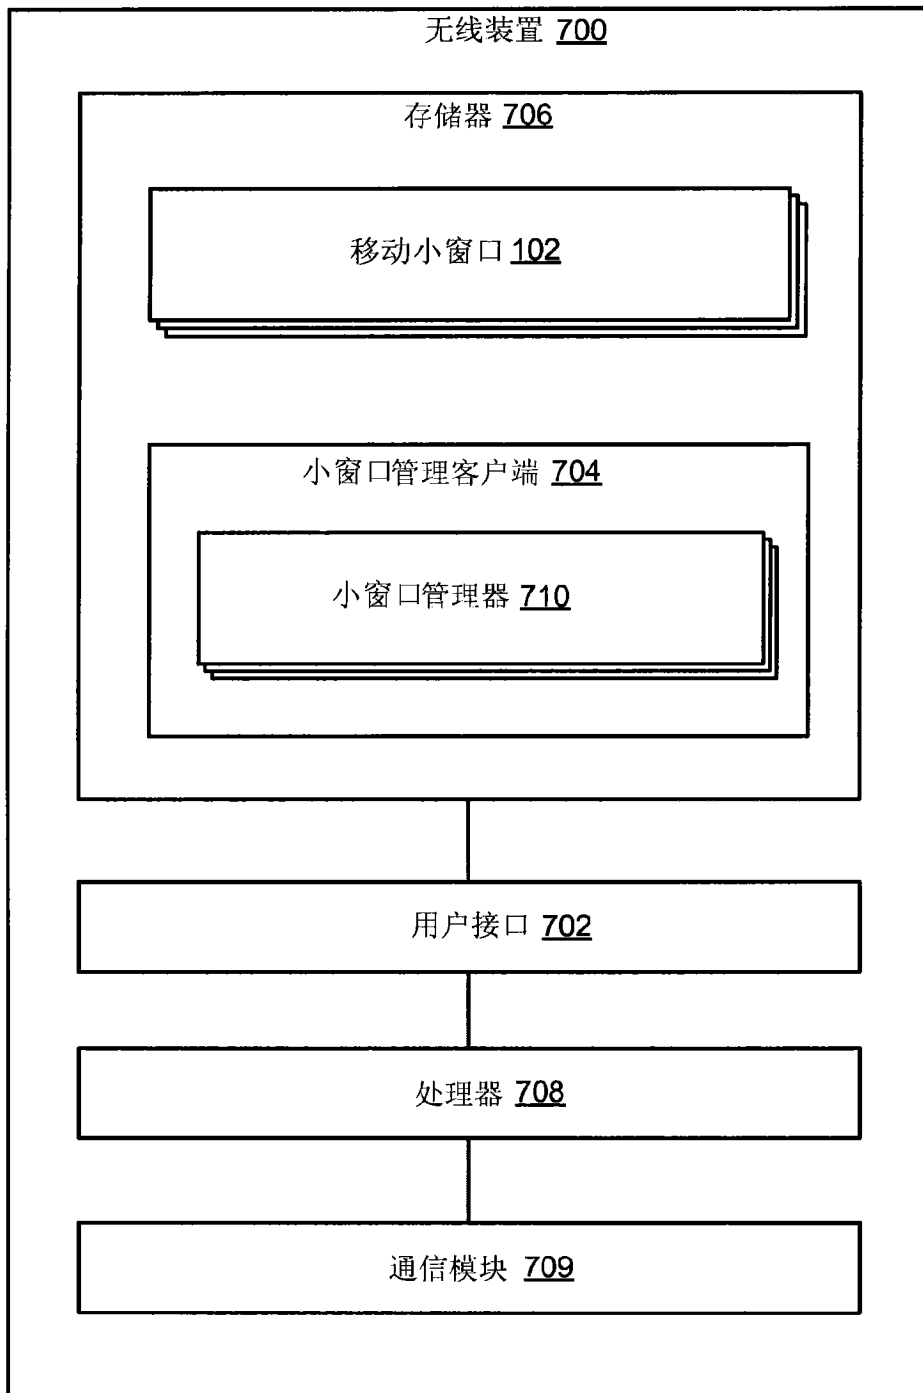 无线装置 700
存储器 706
移动小窗口 102
小窗口管理客户端 704
小窗口管理器 710
用户接口 702
处理器 708
通信模块 709